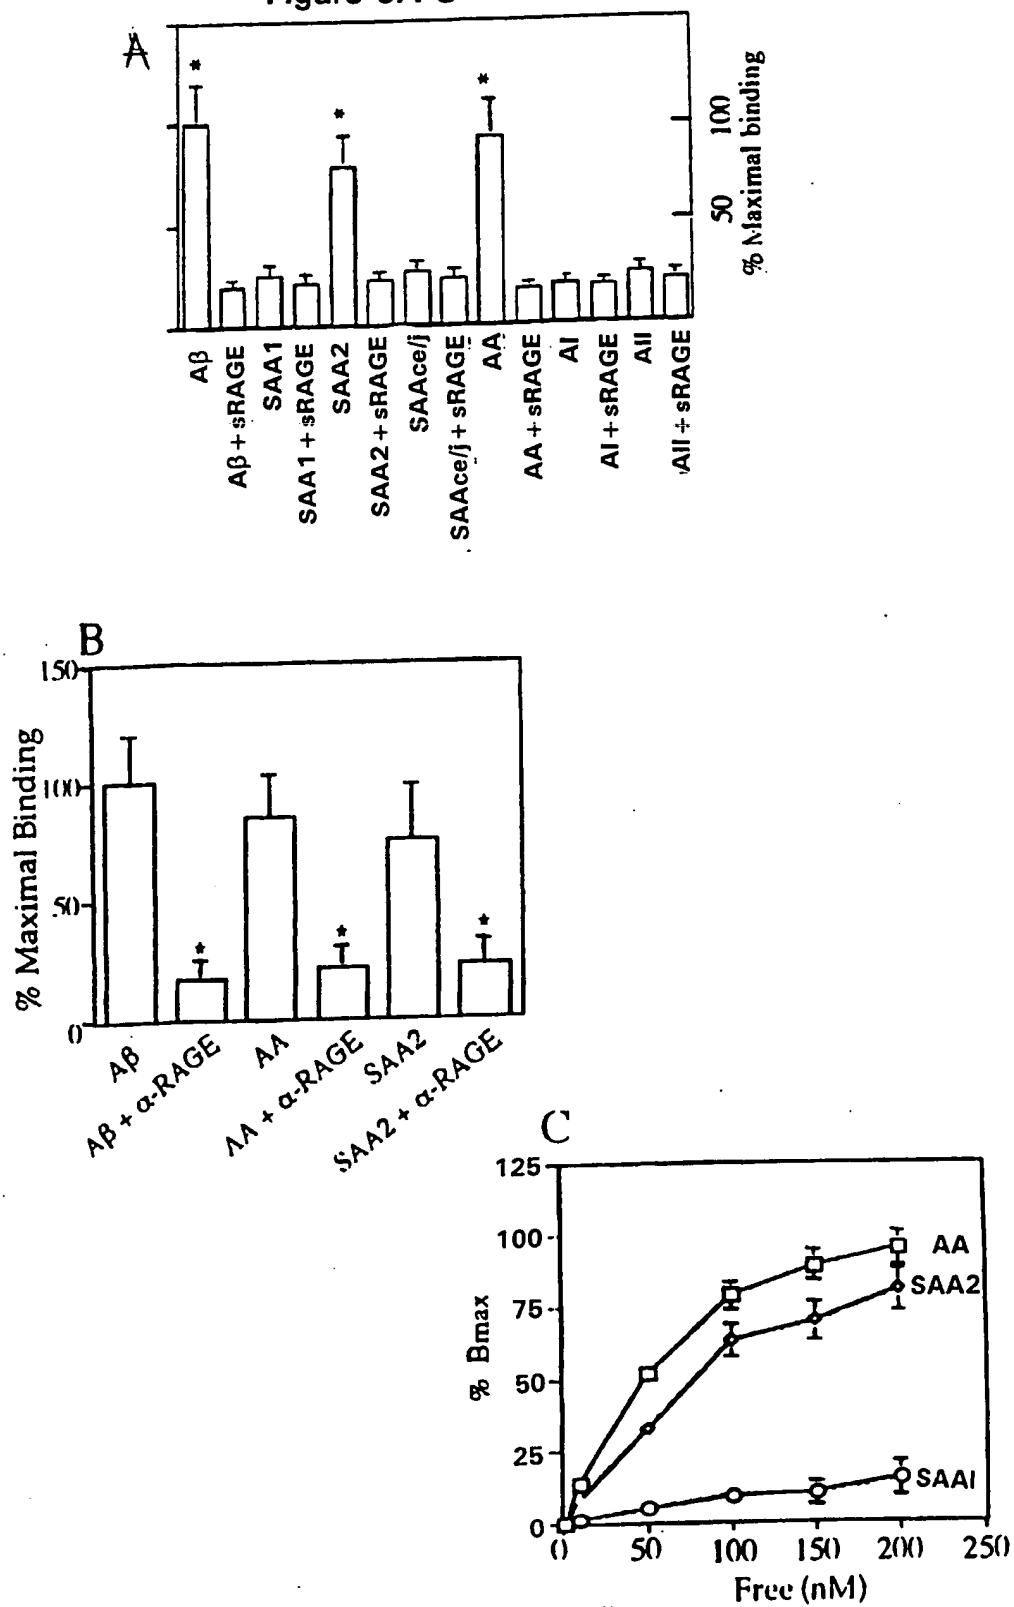 A
*
*
*
100
50
% Maximal binding
Aβ
Aβ + sRAGE
SAA1
SAA1 + sRAGE
SAA2
SAA2 + sRAGE
SAAce/j
SAAce/j + sRAGE
AA
AA + sRAGE
AI
AI + sRAGE
AII
AII + sRAGE
B
150
100
50
0
% Maximal Binding
*
*
*
Aβ
Aβ + α-RAGE
AA
AA + α-RAGE
SAA2
SAA2 + α-RAGE
C
125
100
75
50
25
0
% Bmax
AA
SAA2
SAA1
0 50 100 150 200 250
Free (nM)